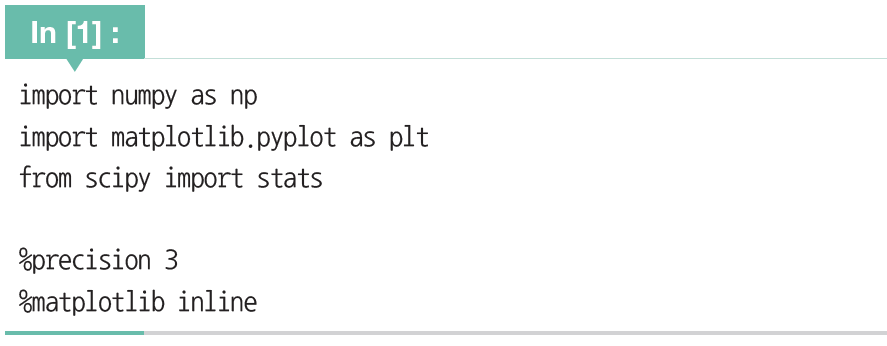 In [1] :
import numpy as np
import matplotlib.pyplot as plt
from scipy import stats
%precision 3
%matplotlib inline